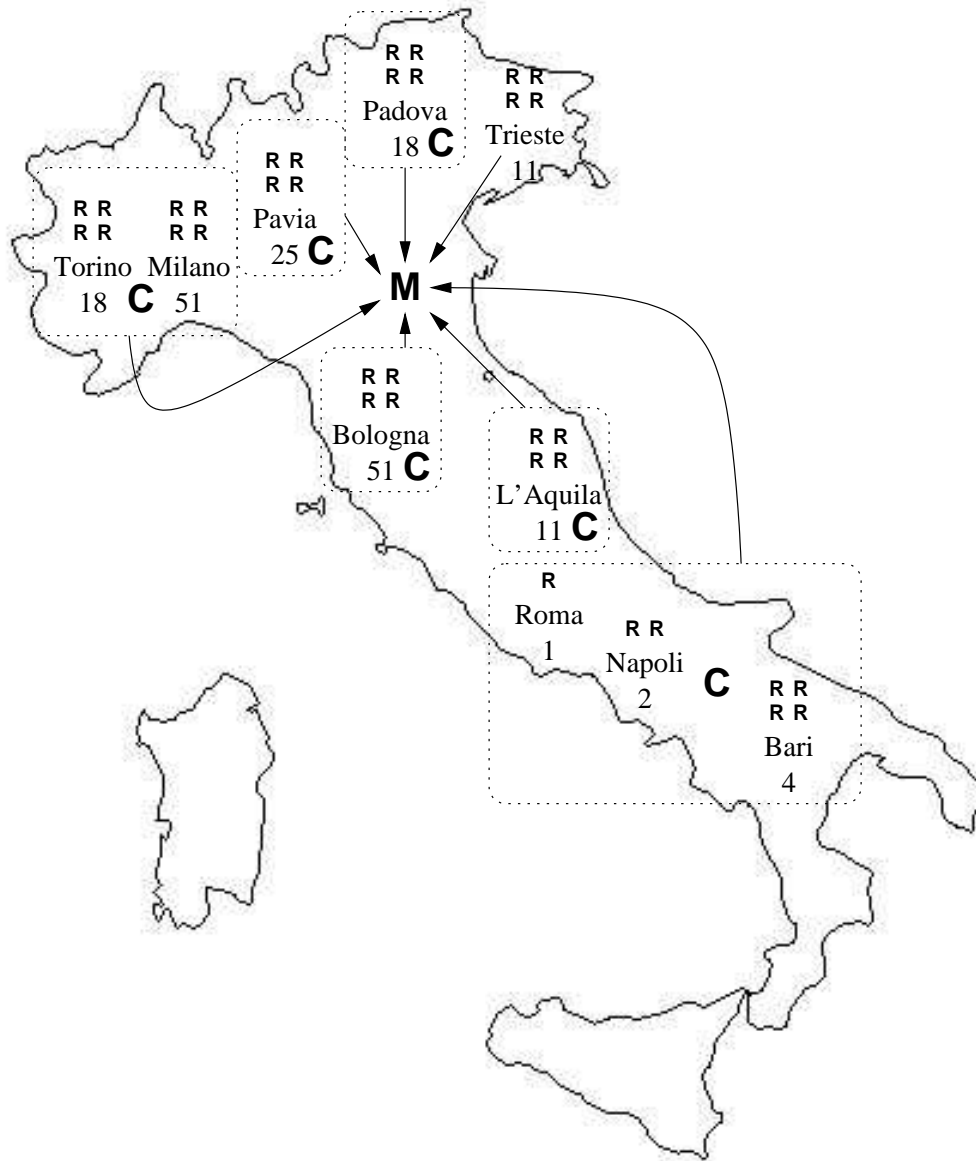 R R
R R
Padova
18 C
R R
R R
Trieste
11
R R
R R
Pavia
25 C
R R
R R
Torino
18
C
R R
R R
Milano
51
M
R R
R R
Bologna
51 C
R R
R R
L'Aquila
11 C
R
Roma
1
R R
Napoli
2
C
R R
R R
Bari
4